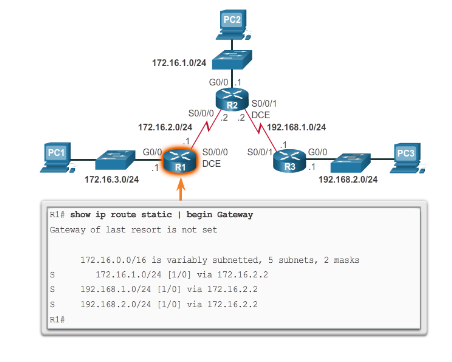 PC2
172.16.1.0/24
G0/0
.1
R2
S0/0/1
DCE
S0/0/0
.2
.2
172.16.2.0/24
192.168.1.0/24
PC1
G0/0
.1
.1
R1
S0/0/0
DCE
172.16.3.0/24
S0/0/1
.1
R3
G0/0
.1
192.168.2.0/24
PC3
R1# show ip route static | begin Gateway
Gateway of last resort is not set
172.16.0.0/16 is variably subnetted, 5 subnets, 2 masks
S 172.16.1.0/24 [1/0] via 172.16.2.2
S 192.168.1.0/24 [1/0] via 172.16.2.2
S 192.168.2.0/24 [1/0] via 172.16.2.2
R1#